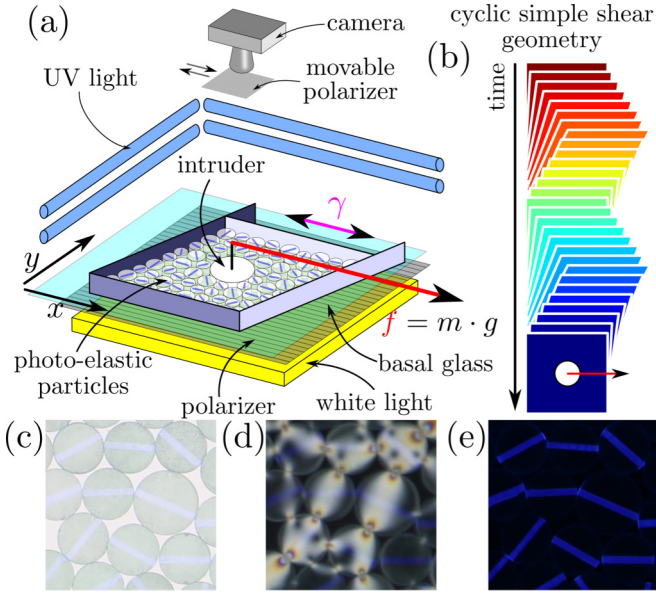 (a)
camera
movable
polarizer
UV light
intruder
γ
y
x
f = m · g
photo-elastic
particles
basal glass
polarizer
white light
cyclic simple shear
geometry
(b)
time
(c)
(d)
(e)